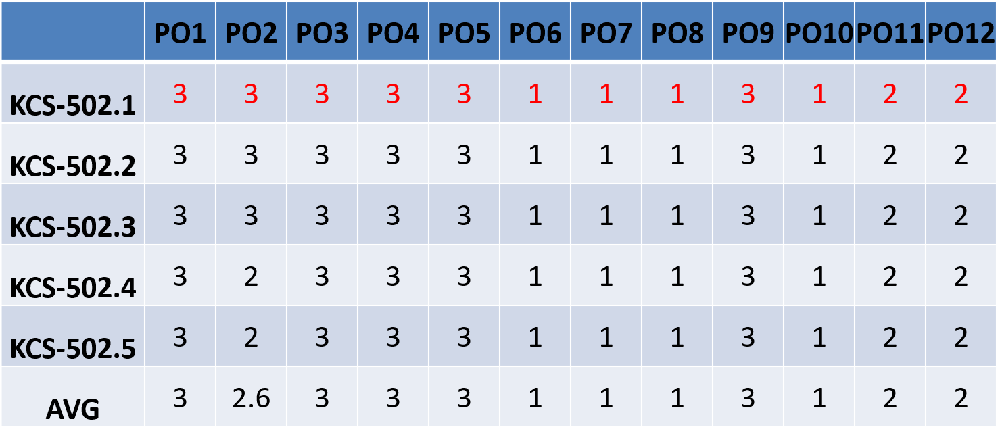 PO1 PO2 PO3 PO4 PO5 PO6 PO7 PO8 PO9 PO10 PO11 PO12
KCS-502.1 3 3 3 3 3 1 1 1 3 1 2 2
KCS-502.2 3 3 3 3 3 1 1 1 3 1 2 2
KCS-502.3 3 3 3 3 3 1 1 1 3 1 2 2
KCS-502.4 3 2 3 3 3 1 1 1 3 1 2 2
KCS-502.5 3 2 3 3 3 1 1 1 3 1 2 2
AVG 3 2.6 3 3 3 1 1 1 3 1 2 2